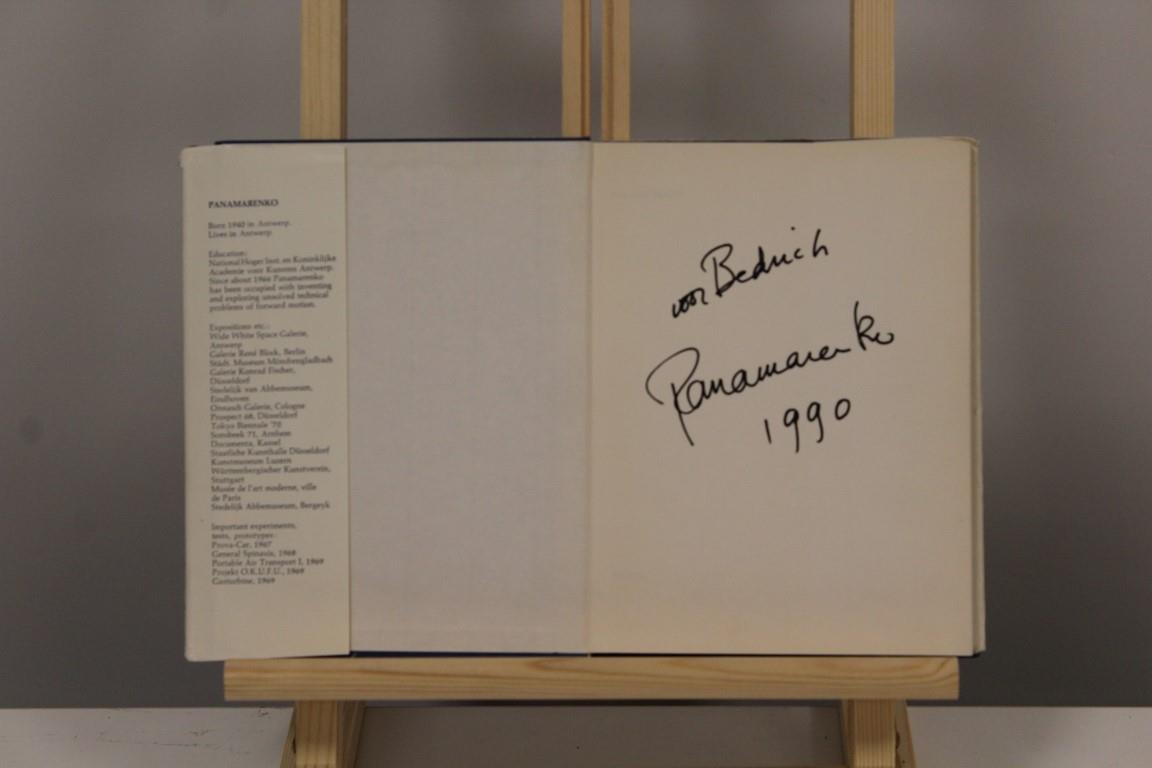 PANAMARENKO
Born 1940 in Antwerp.
Lives in Antwerp.
Education:
National Hoger Inst. en Koninklijke
Academie voor Kunsten Antwerp.
Since about 1966 Panamarenko
has been occupied with inventing
and exploring unsolved technical
problems of forward motion.
Expositions etc.:
Wide White Space Galerie,
Antwerp
Galerie René Block, Berlin
Städt. Museum Mönchengladbach
Galerie Konrad Fischer,
Düsseldorf
Stedelijk van Abbemuseum,
Eindhoven
Onnasch Galerie, Cologne
Prospect 68, Düsseldorf
Tokyo Biennale '70
Sonsbeek 71, Arnhem
Documenta, Kassel
Staatliche Kunsthalle Düsseldorf
Kunstmuseum Luzern
Württembergischer Kunstverein,
Stuttgart
Musée de l'art moderne, ville
de Paris
Stedelijk Abbemuseum, Bergeyk
Important experiments,
tests, prototypes:
Prova-Car, 1967
General Spinaxis, 1968
Portable Air Transport I, 1969
Projekt O.K.U.F.U., 1969
Gasturbine, 1969
voor Bedrich
Panamarenko
1990